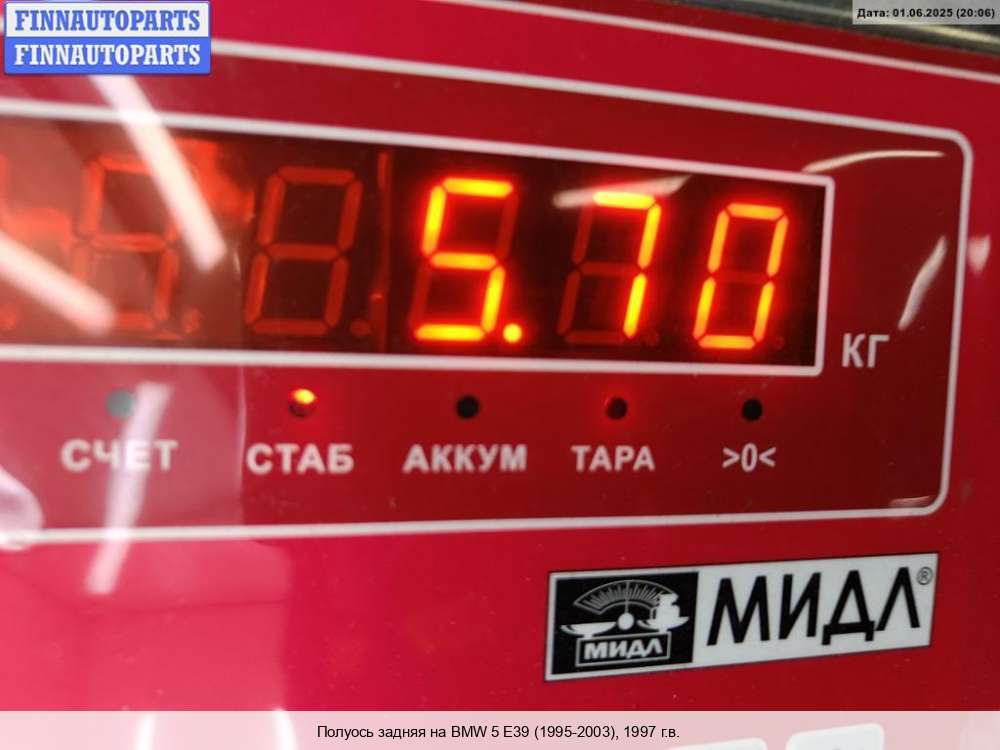 FINNAUTOPARTS
FINNAUTOPARTS
Дата: 01.06.2025 (20:06)
5.70
КГ
СЧЕТ СТАБ АККУМ ТАРА >0<
МИДЛ
МИДЛ®
Полуось задняя на BMW 5 E39 (1995-2003), 1997 г.в.